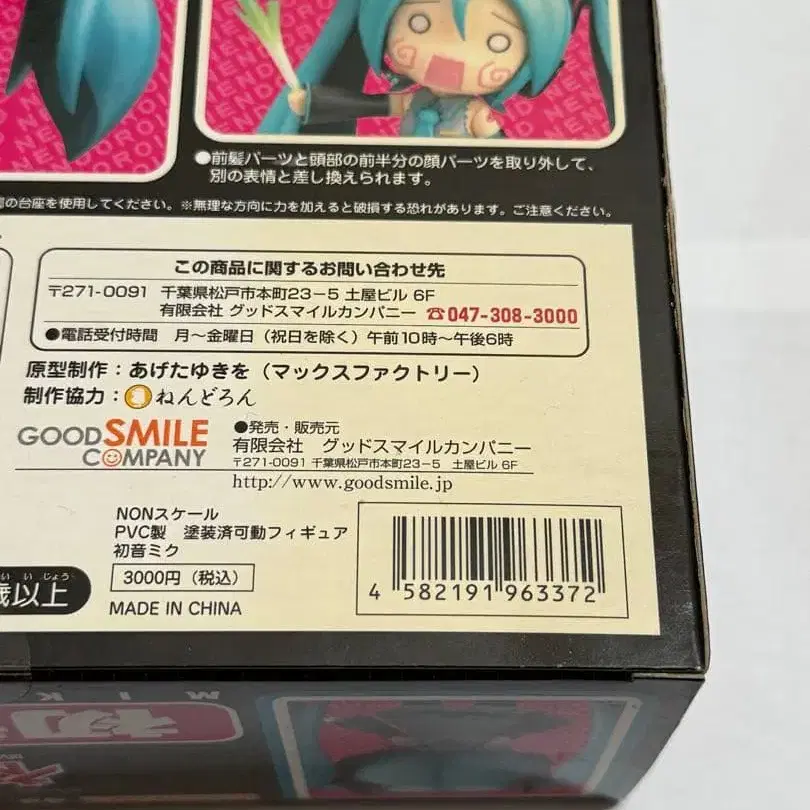 ●前髪パーツと頭部の前半分の顔パーツを取り外して、
別の表情と差し換えられます。
の台座を使用してください。※無理な方向に力を加えると破損する恐れがあります。ご注意ください。
この商品に関するお問い合わせ先
〒271-0091 千葉県松戸市本町23-5 土屋ビル 6F
有限会社 グッドスマイルカンパニー ☎047-308-3000
●電話受付時間 月～金曜日（祝日を除く）午前10時～午後6時
原型制作：あげたゆきを（マックスファクトリー）
制作協力：ねんどろん
GOOD SMILE
COMPANY
●発売・販売元
有限会社 グッドスマイルカンパニー
〒271-0091 千葉県松戸市本町23-5 土屋ビル 6F
http://www.goodsmile.jp
NONスケール
PVC製 塗装済可動フィギュア
初音ミク
3000円（税込）
MADE IN CHINA
いじょう
歳以上
4 582191 963372
MIK
初